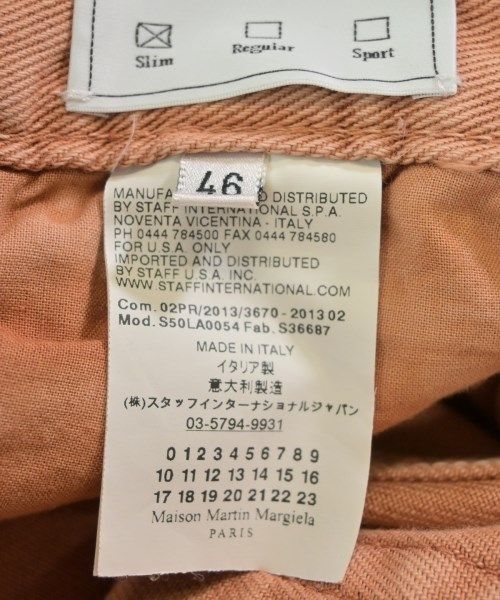 Slim
Regular
Sport
46
MANUFA D DISTRIBUTED
BY STAFF INTERNATIONAL S.P.A.
NOVENTA VICENTINA - ITALY
PH 0444 784500 FAX 0444 784580
FOR U.S.A. ONLY
IMPORTED AND DISTRIBUTED
BY STAFF U.S.A. INC.
WWW.STAFFINTERNATIONAL.COM
Com. 02PR/2013/3670 - 2013 02
Mod. S50LA0054 Fab. S36687
MADE IN ITALY
イタリア製
意大利製造
(株)スタッフインターナショナルジャパン
03-5794-9931
0 1 2 3 4 5 6 7 8 9
10 11 12 13 14 15 16
17 18 19 20 21 22 23
Maison Martin Margiela
PARIS